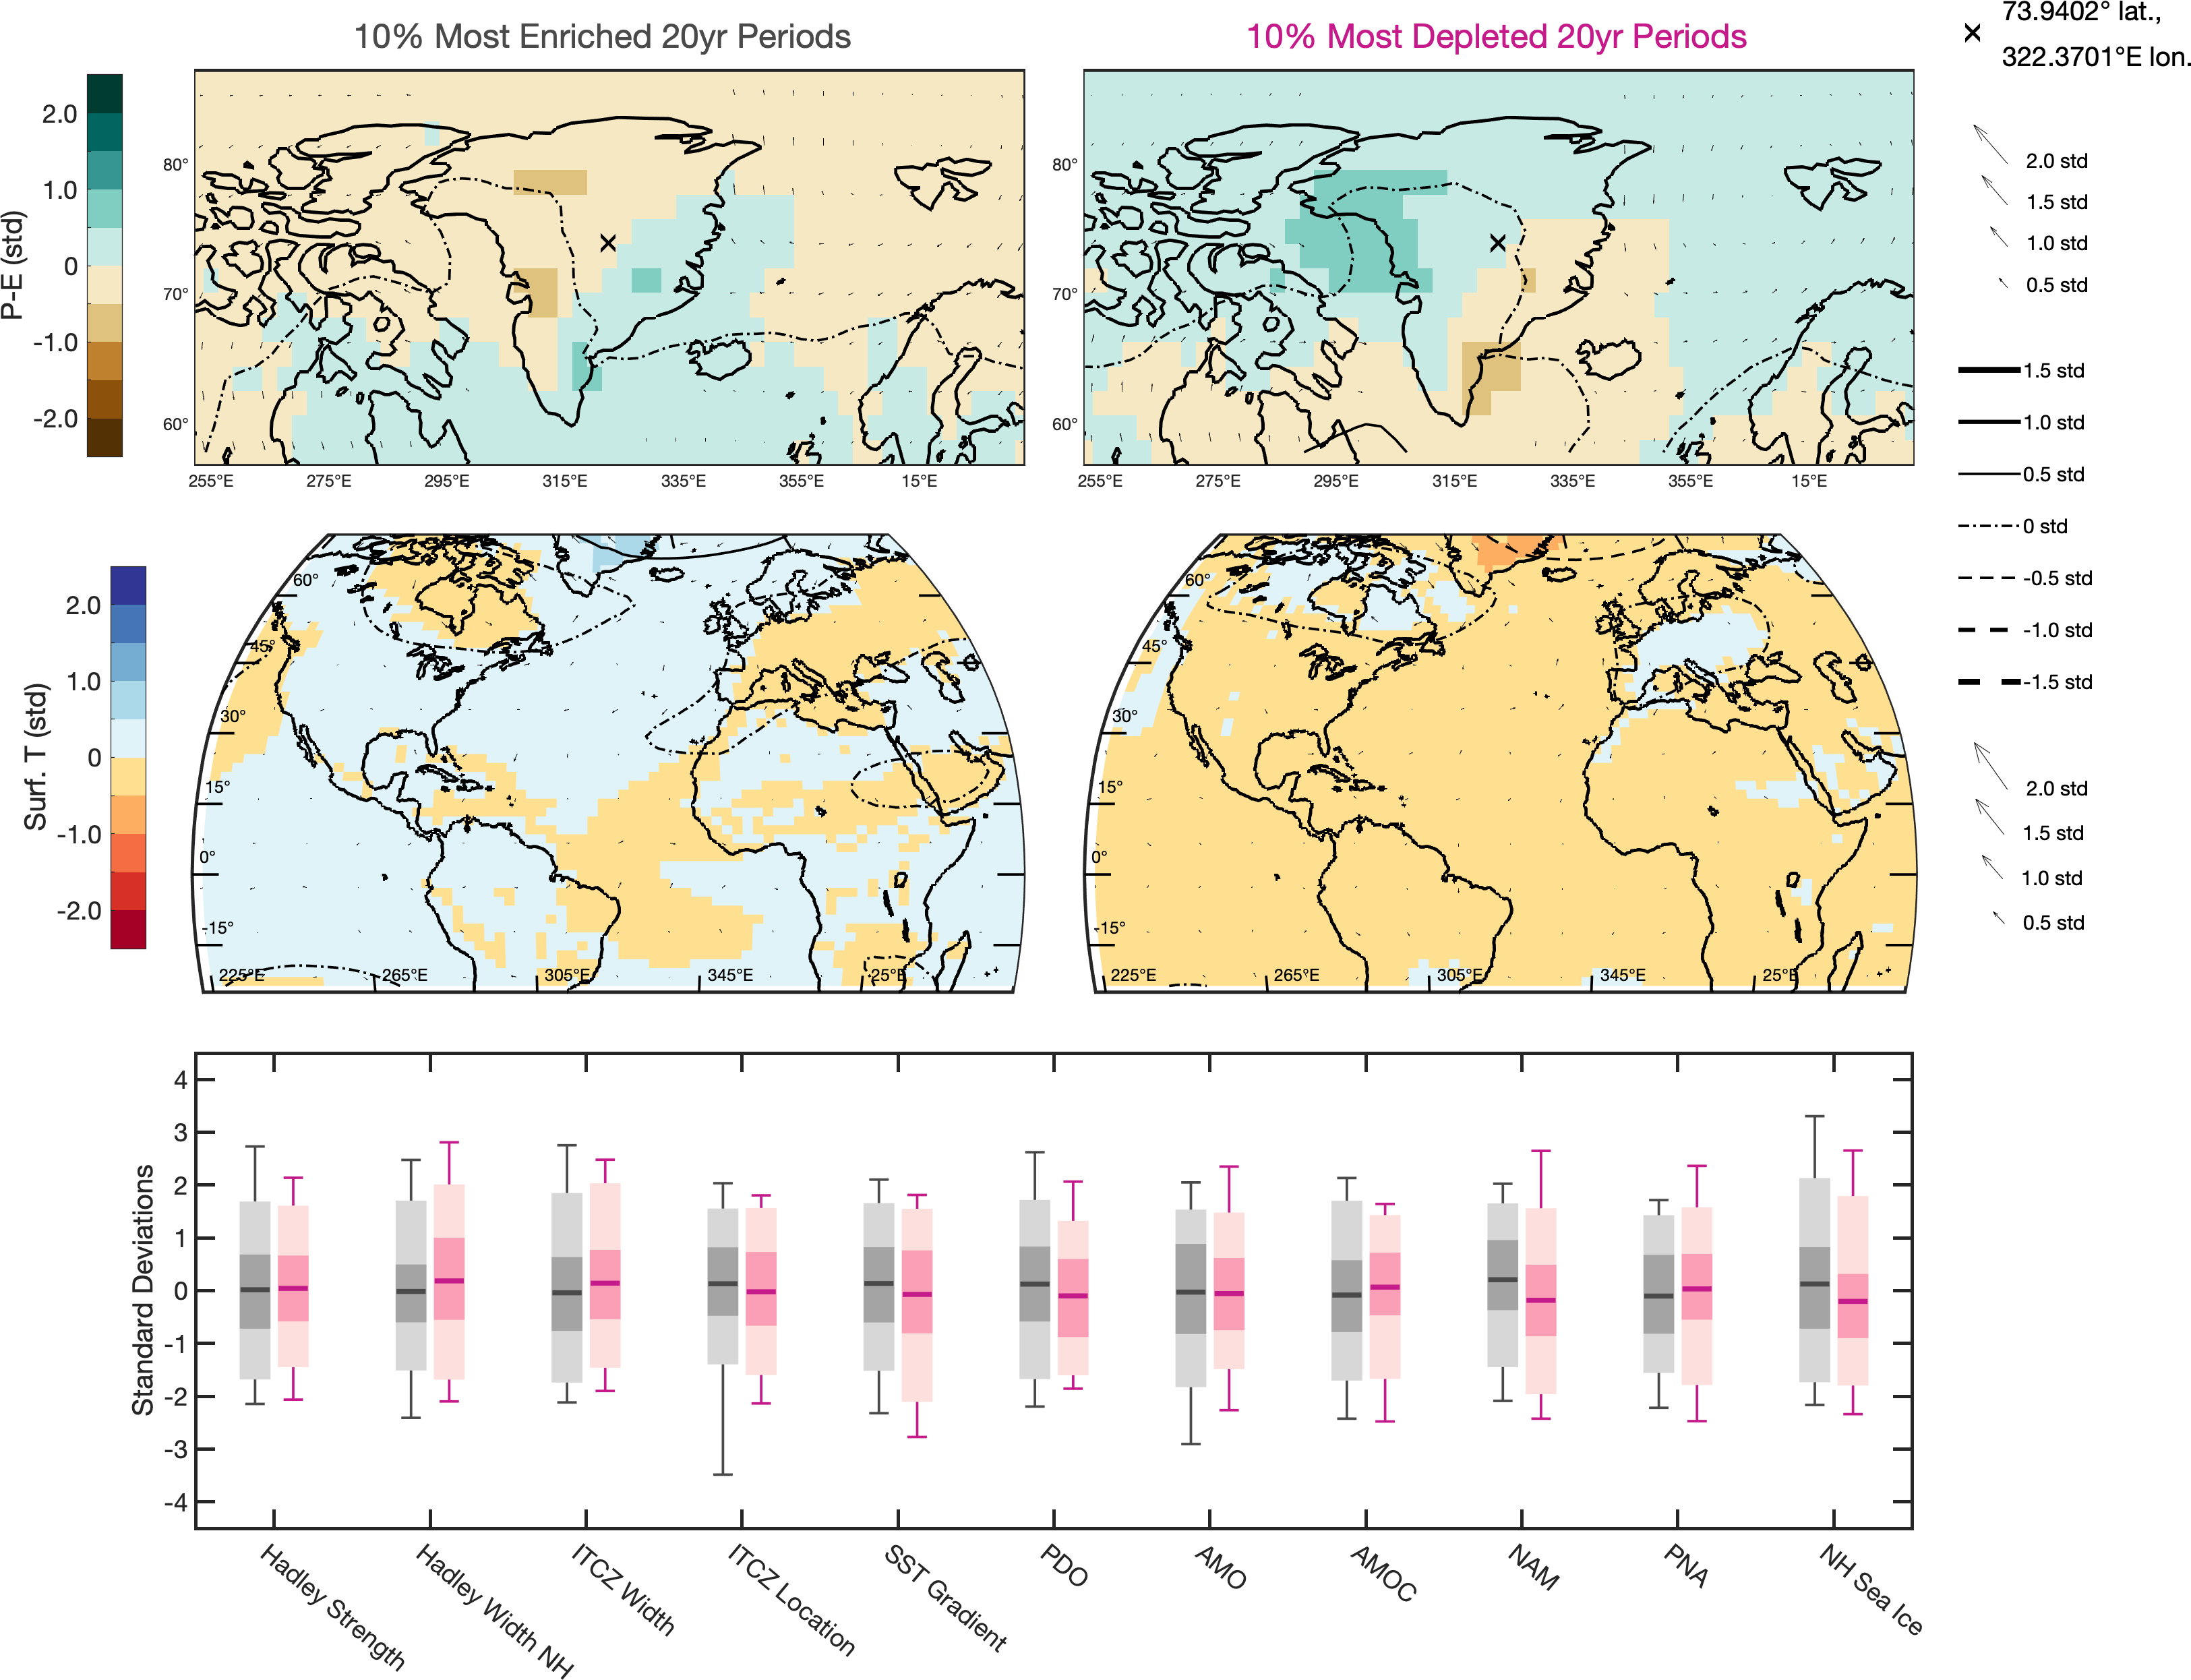 10% Most Enriched 20yr Periods
10% Most Depleted 20yr Periods
73.9402° lat.,
322.3701°E lon.
P-E (std)
2.0
1.0
0
-1.0
-2.0
80°
70°
60°
255°E 275°E 295°E 315°E 335°E 355°E 15°E
80°
70°
60°
255°E 275°E 295°E 315°E 335°E 355°E 15°E
2.0 std
1.5 std
1.0 std
0.5 std
1.5 std
1.0 std
0.5 std
0 std
-0.5 std
-1.0 std
-1.5 std
2.0 std
1.5 std
1.0 std
0.5 std
Surf. T (std)
2.0
1.0
0
-1.0
-2.0
60°
45°
30°
15°
0°
-15°
225°E 265°E 305°E 345°E 25°E
60°
45°
30°
15°
0°
-15°
225°E 265°E 305°E 345°E 25°E
Standard Deviations
4
3
2
1
0
-1
-2
-3
-4
Hadley Strength
Hadley Width NH
ITCZ Width
ITCZ Location
SST Gradient
PDO
AMO
AMOC
NAM
PNA
NH Sea Ice